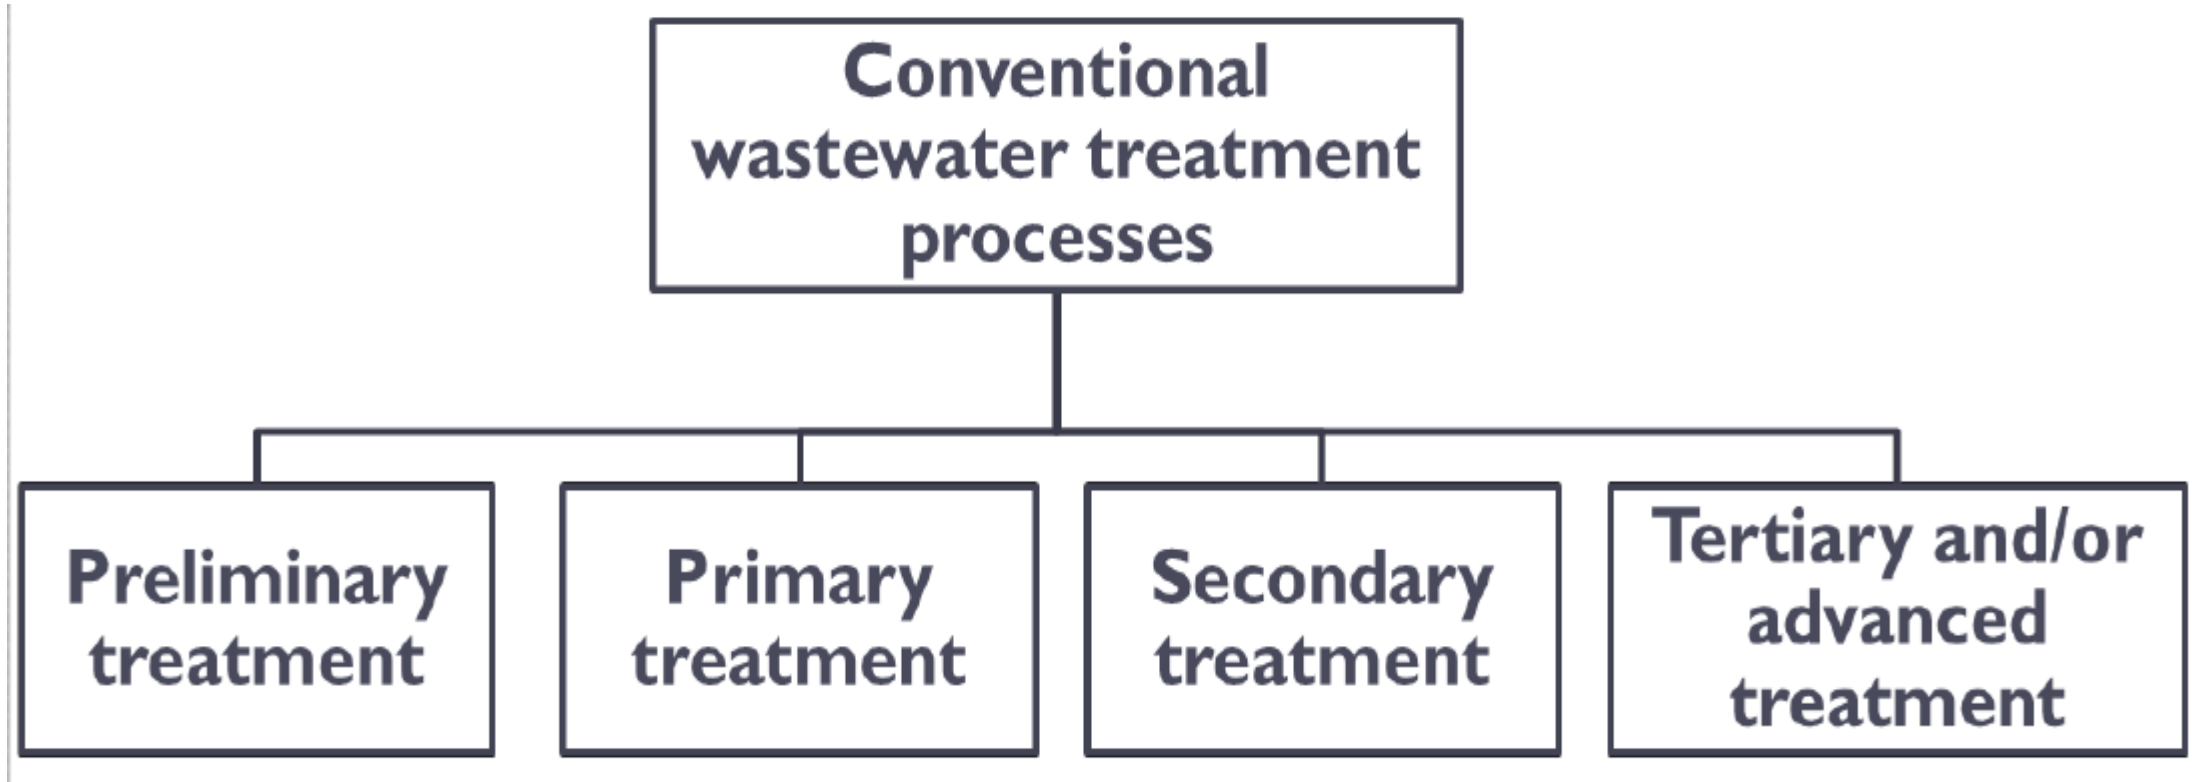 Conventional
wastewater treatment
processes
Preliminary
treatment
Primary
treatment
Secondary
treatment
Tertiary and/or
advanced
treatment